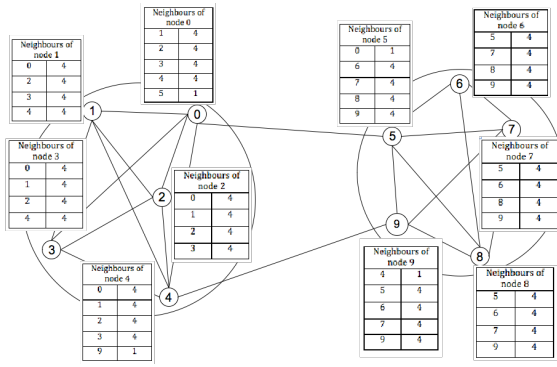 Neighbours of
node 0
1 4
2 4
3 4
4 4
5 1
Neighbours of
node 5
0 1
6 4
7 4
8 4
9 4
Neighbours of
node 6
5 4
7 4
8 4
9 4
Neighbours of
node 1
0 4
2 4
3 4
4 4
1
0
6
5
7
Neighbours of
node 3
0 4
1 4
2 4
4 4
2
Neighbours of
node 2
0 4
1 4
2 4
3 4
Neighbours of
node 7
5 4
6 4
8 4
9 4
3
9
8
4
Neighbours of
node 4
0 4
1 4
2 4
3 4
9 1
Neighbours of
node 9
4 1
5 4
6 4
7 4
9 4
Neighbours of
node 8
5 4
6 4
7 4
9 4